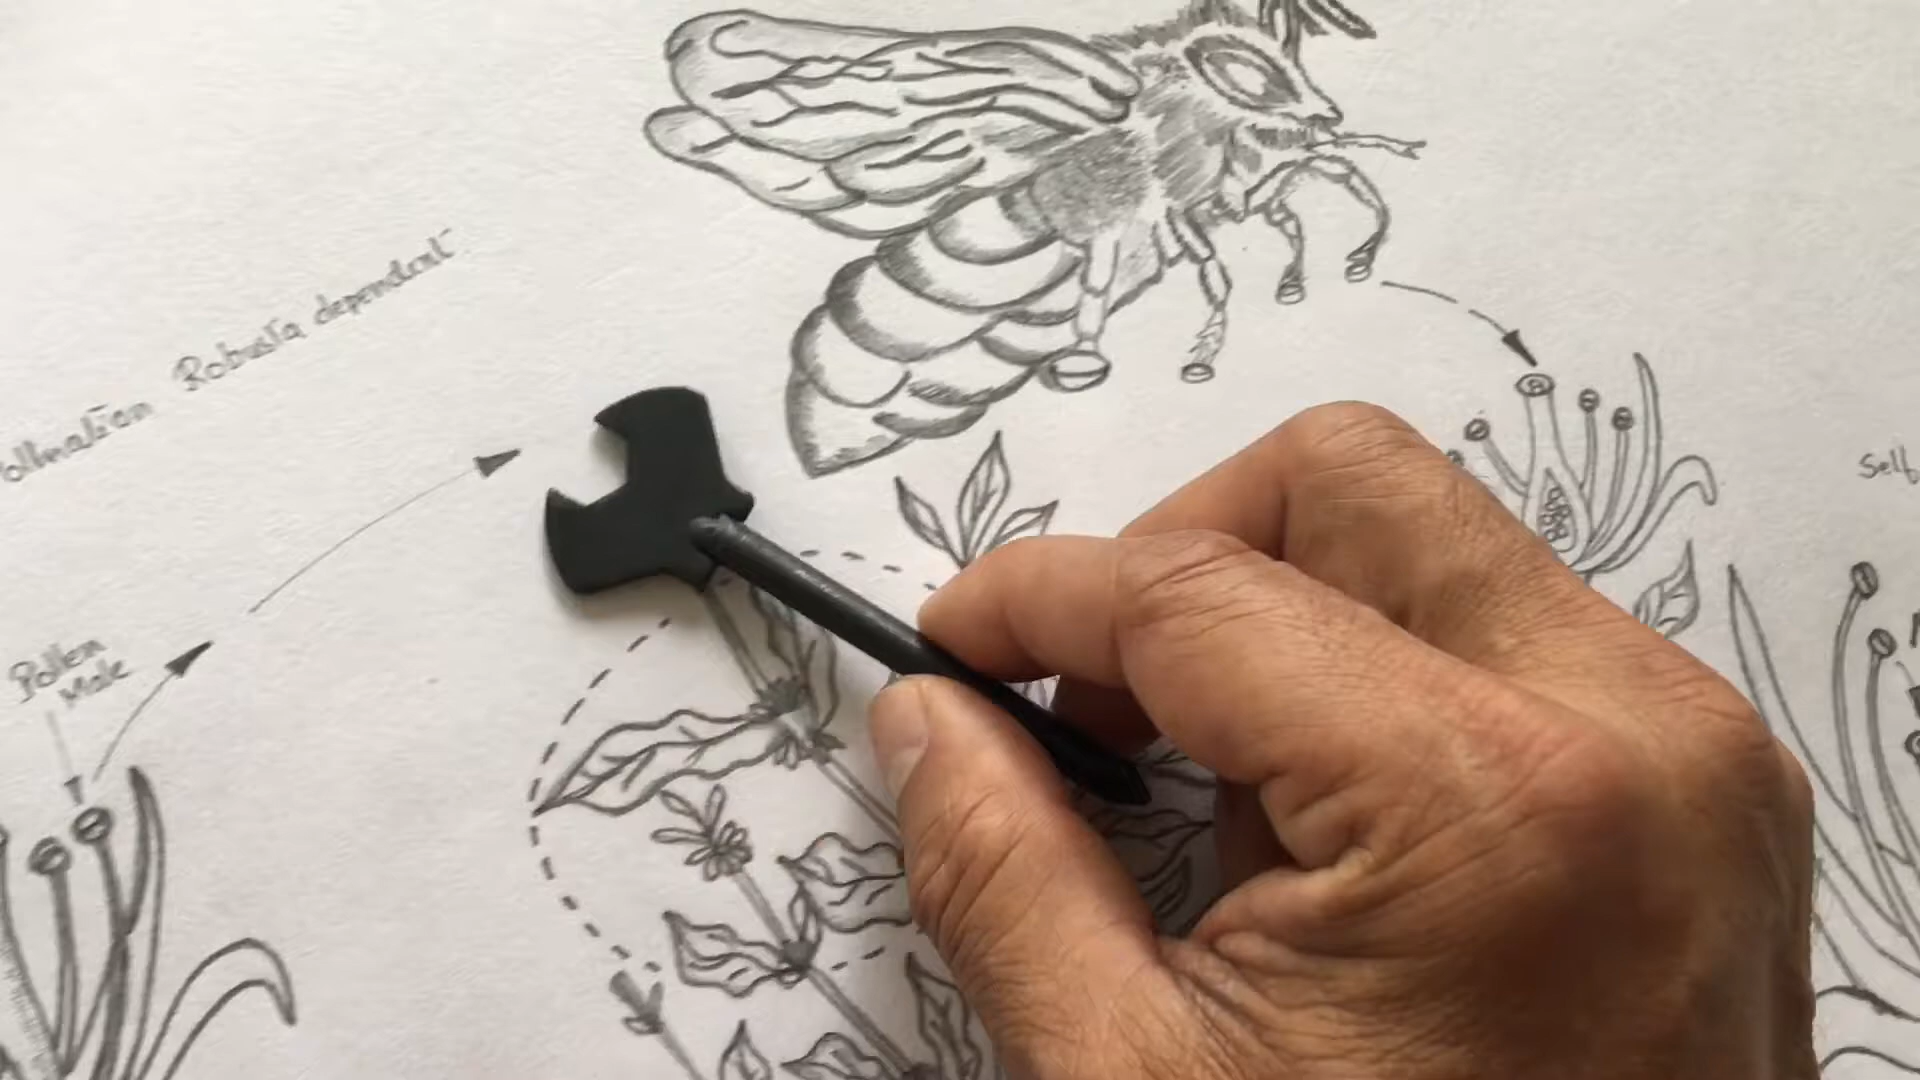 Pollination Robusta dependent
Self
Pollen
Male